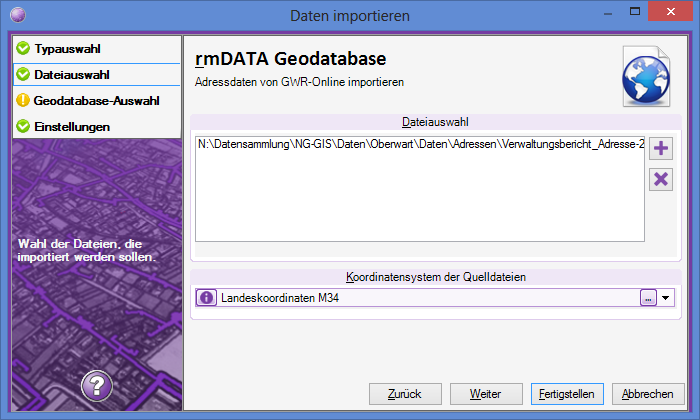 Daten importieren
Typauswahl
Dateiauswahl
Geodatabase-Auswahl
Einstellungen
Wahl der Dateien, die
importiert werden sollen.
?
rmDATA Geodatabase
Adressdaten von GWR-Online importieren
Dateiauswahl
N:\Datensammlung\NG-GIS\Daten\Oberwart\Daten\Adressen\Verwaltungsbericht_Adresse-2
Koordinatensystem der Quelldateien
Landeskoordinaten M34
...
Zurück
Weiter
Fertigstellen
Abbrechen